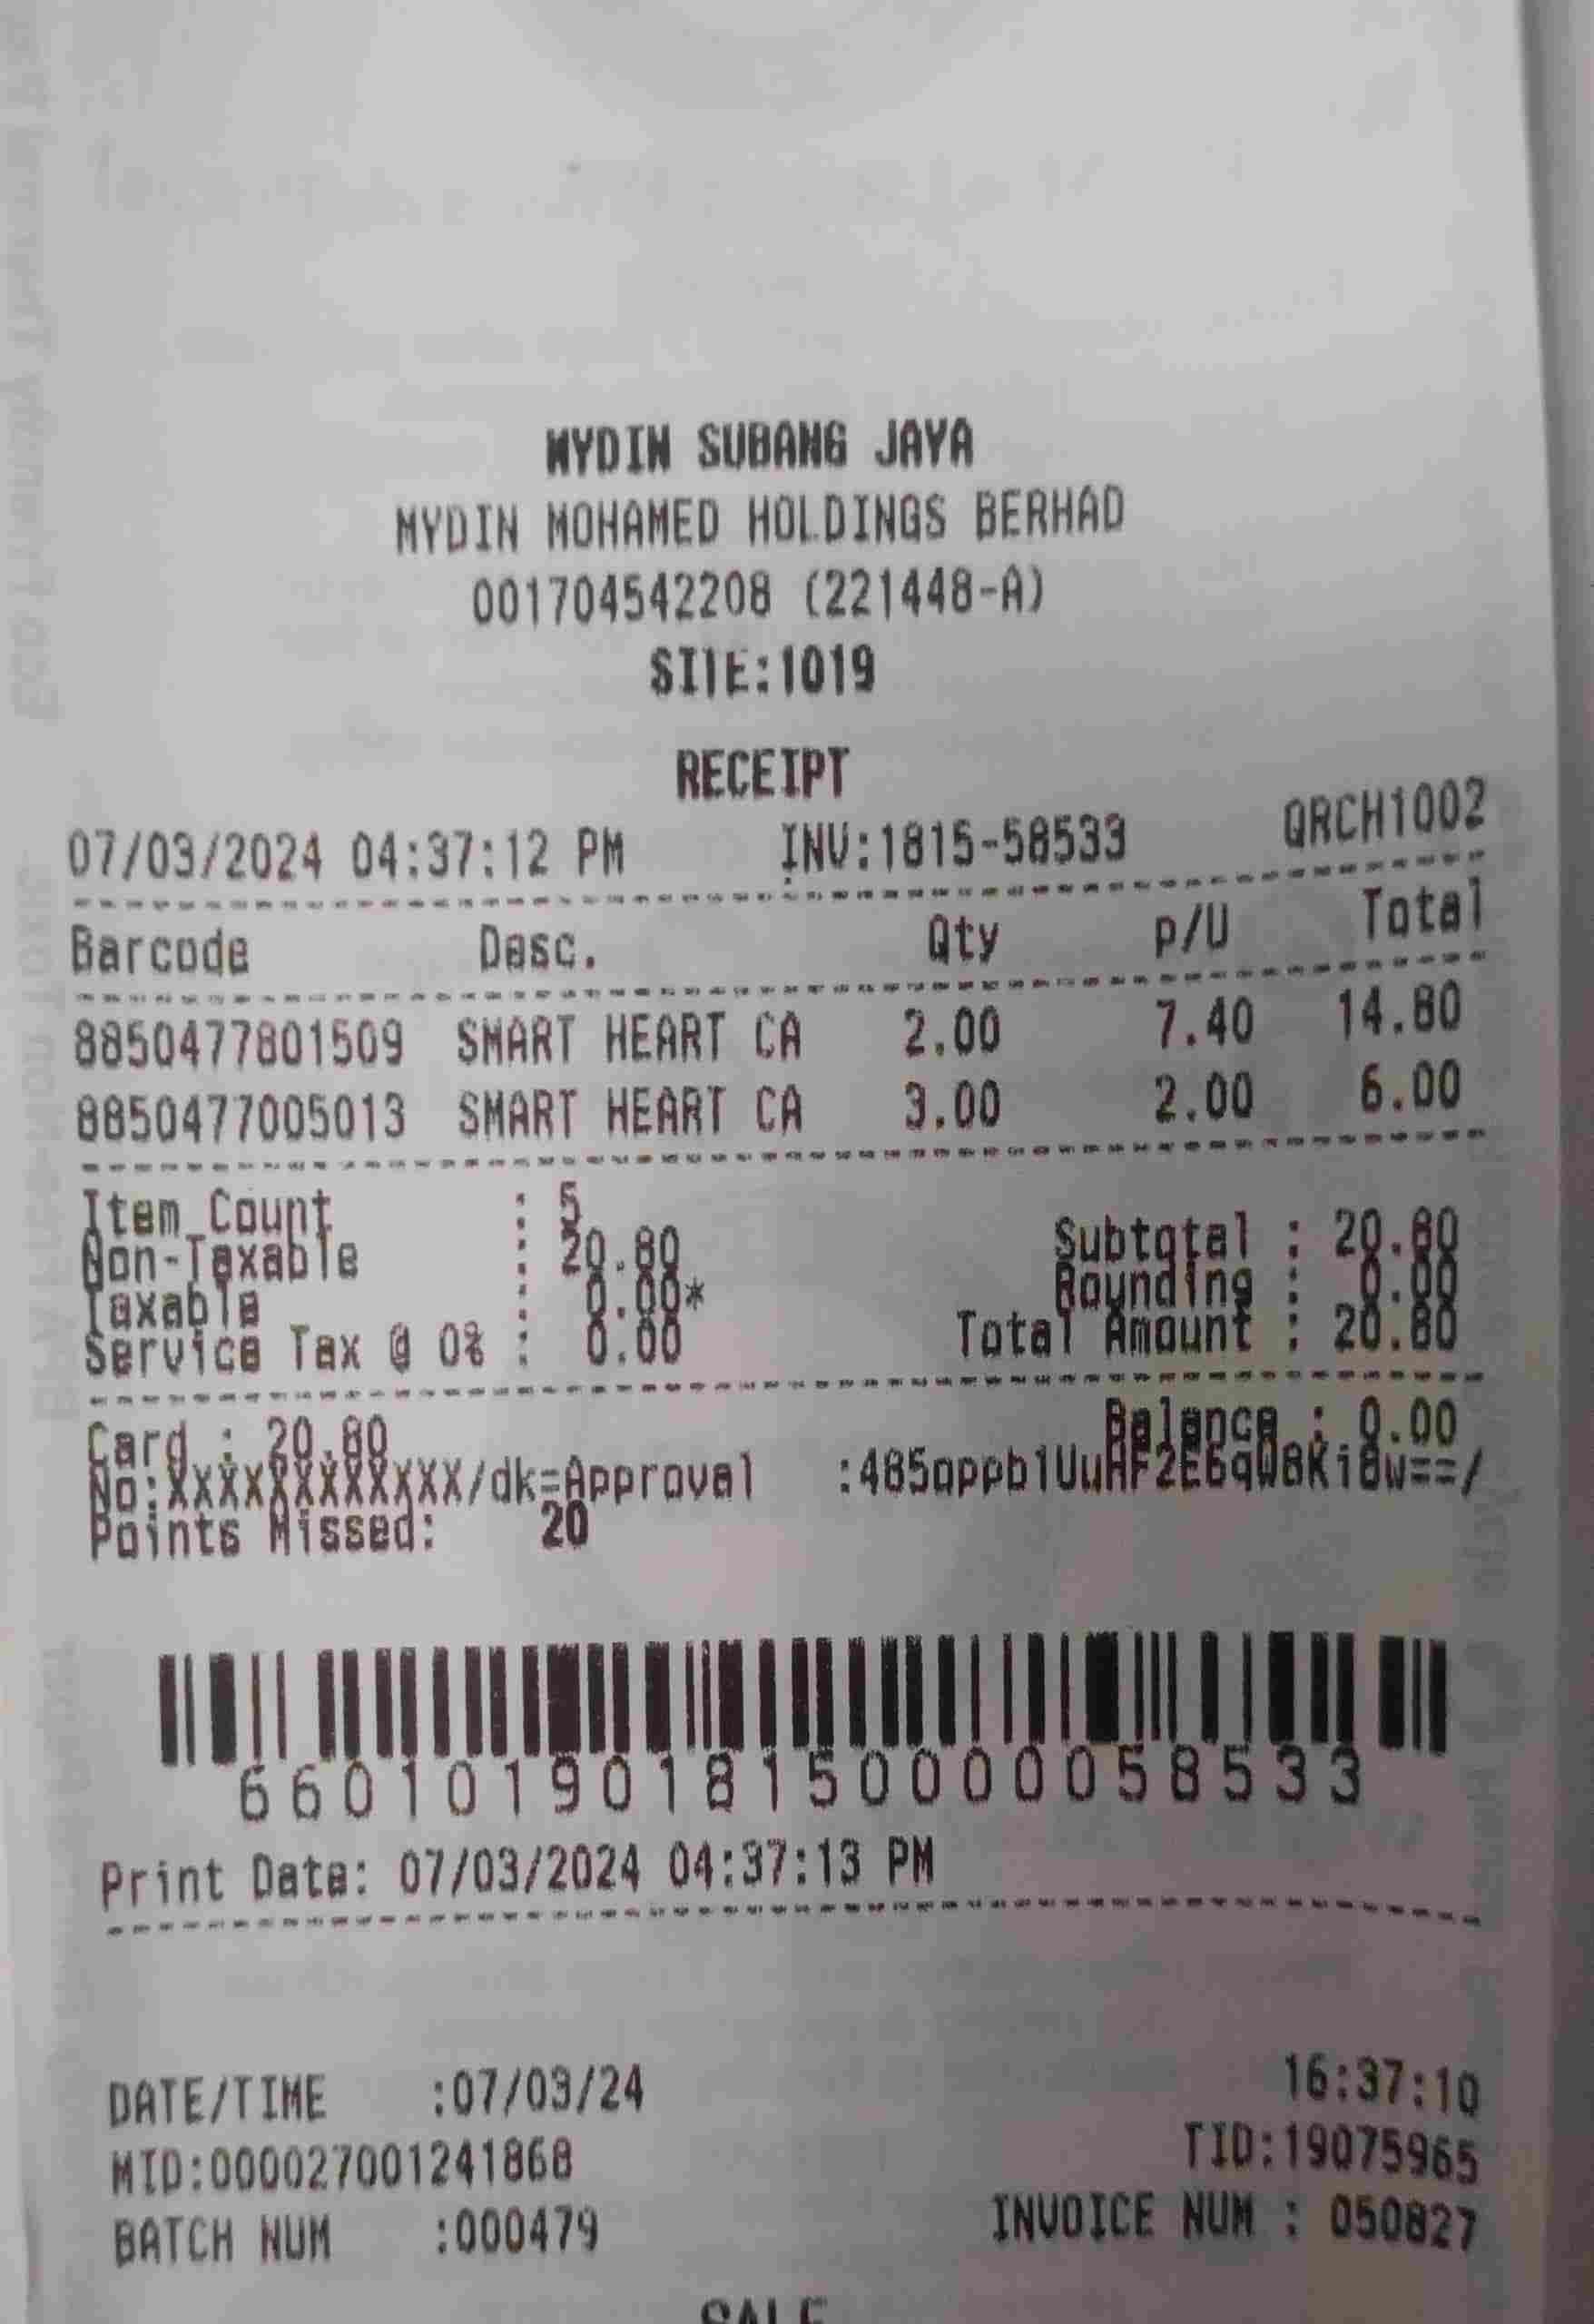 MYDIN SUBANG JAYA
MYDIN MOHAMED HOLDINGS BERHAD
001704542208 (221448-A)
SITE:1019
RECEIPT
07/03/2024 04:37:12 PM INV:1815-58533 QRCH1002
Barcode Desc. Qty P/U Total
8850477801509 SMART HEART CA 2.00 7.40 14.80
8850477005013 SMART HEART CA 3.00 2.00 6.00
Item Count : 5
Non-Taxable : 20.80 Subtotal : 20.80
Taxable : 0.00* Rounding : 0.00
Service Tax @ 0% : 0.00 Total Amount : 20.80
Card : 20.80 Balance : 0.00
No:XXXXXXXXXXXX/dk=Approval
Points Missed: 20
6601019018150000058533
Print Date: 07/03/2024 04:37:13 PM
DATE/TIME :07/03/24 16:37:10
MID:000027001241868 TID:19075965
BATCH NUM :000479 INVOICE NUM : 050827
SALE